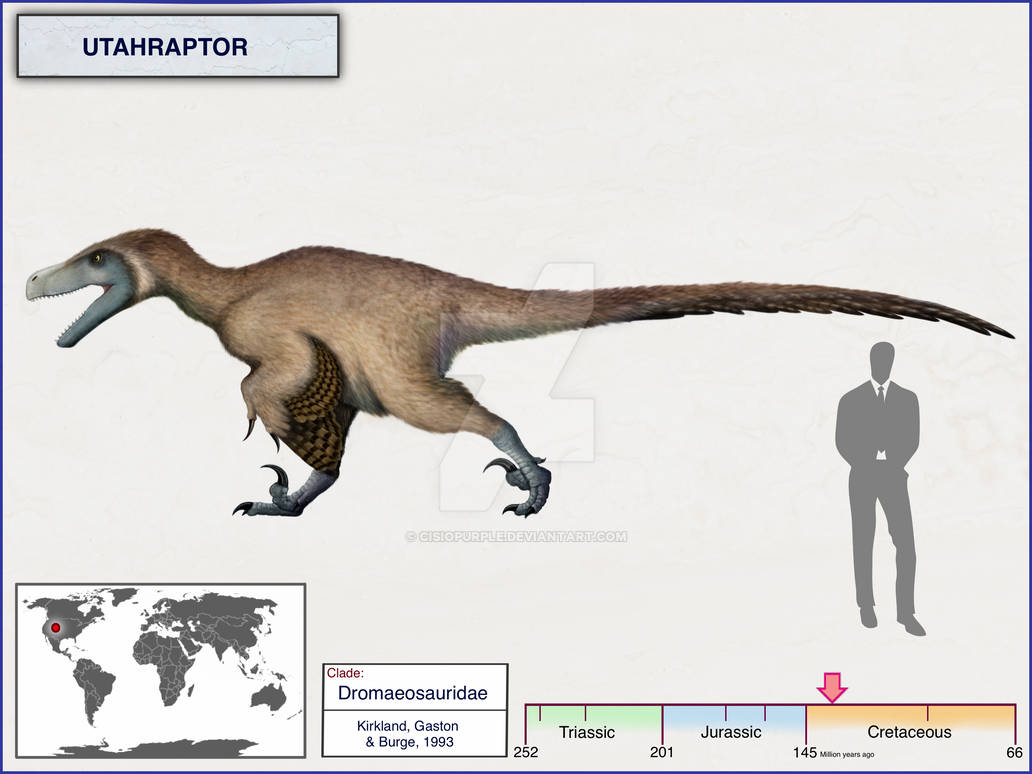 UTAHRAPTOR
© CISIOPURPLE.DEVIANTART.COM
Clade:
Dromaeosauridae
Kirkland, Gaston
& Burge, 1993
Triassic
Jurassic
Cretaceous
252
201
145 Million years ago
66